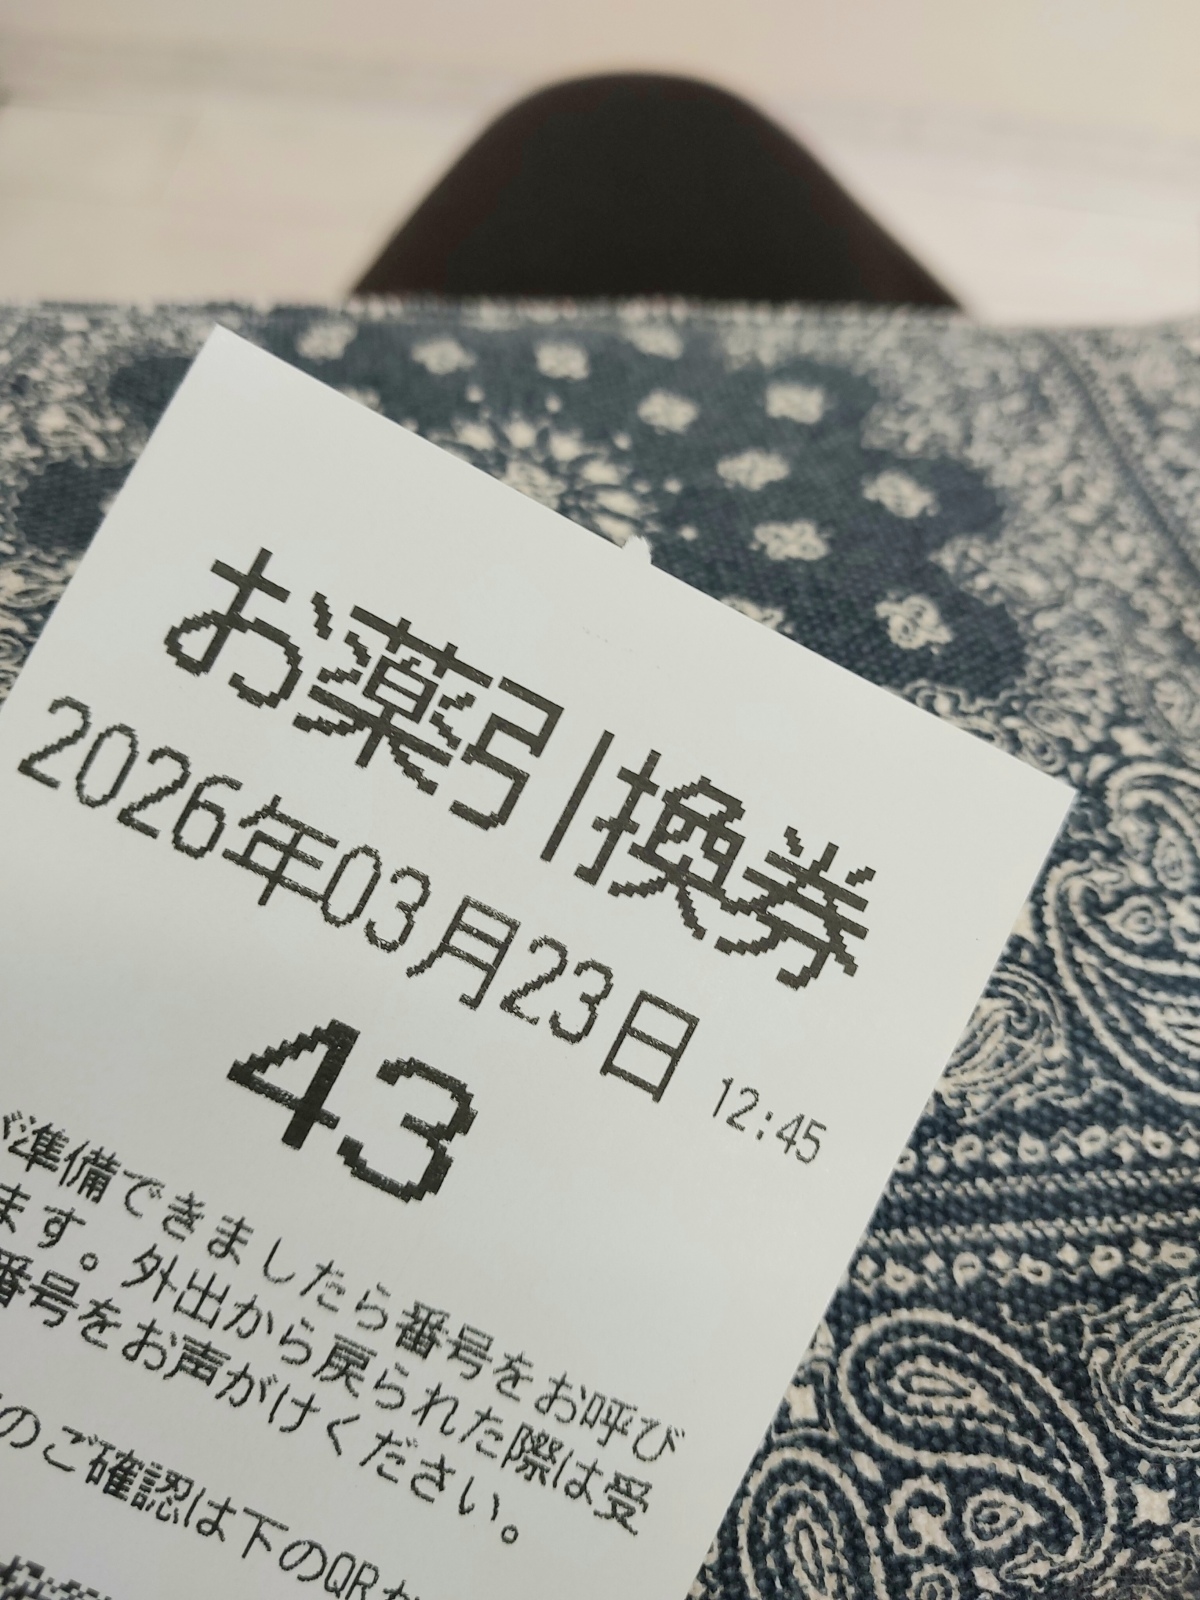 お薬引換券
2026年03月23日 12:45
43
準備できましたら番号をお呼び
ます。外出から戻られた際は受
番号をお声がけください。
のご確認は下のQR